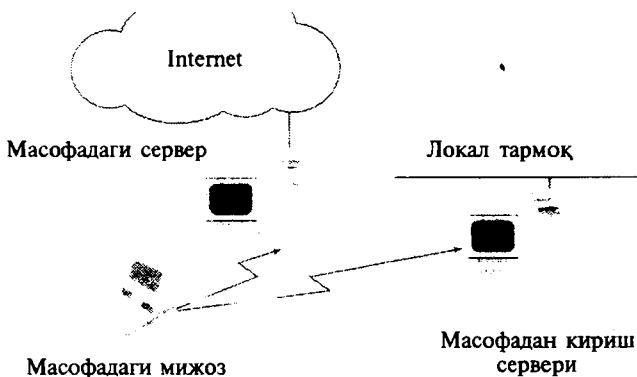 Internet
Масофадаги сервер
Локал тармоқ
Масофадаги мижоз
Масофадан кириш
сервери